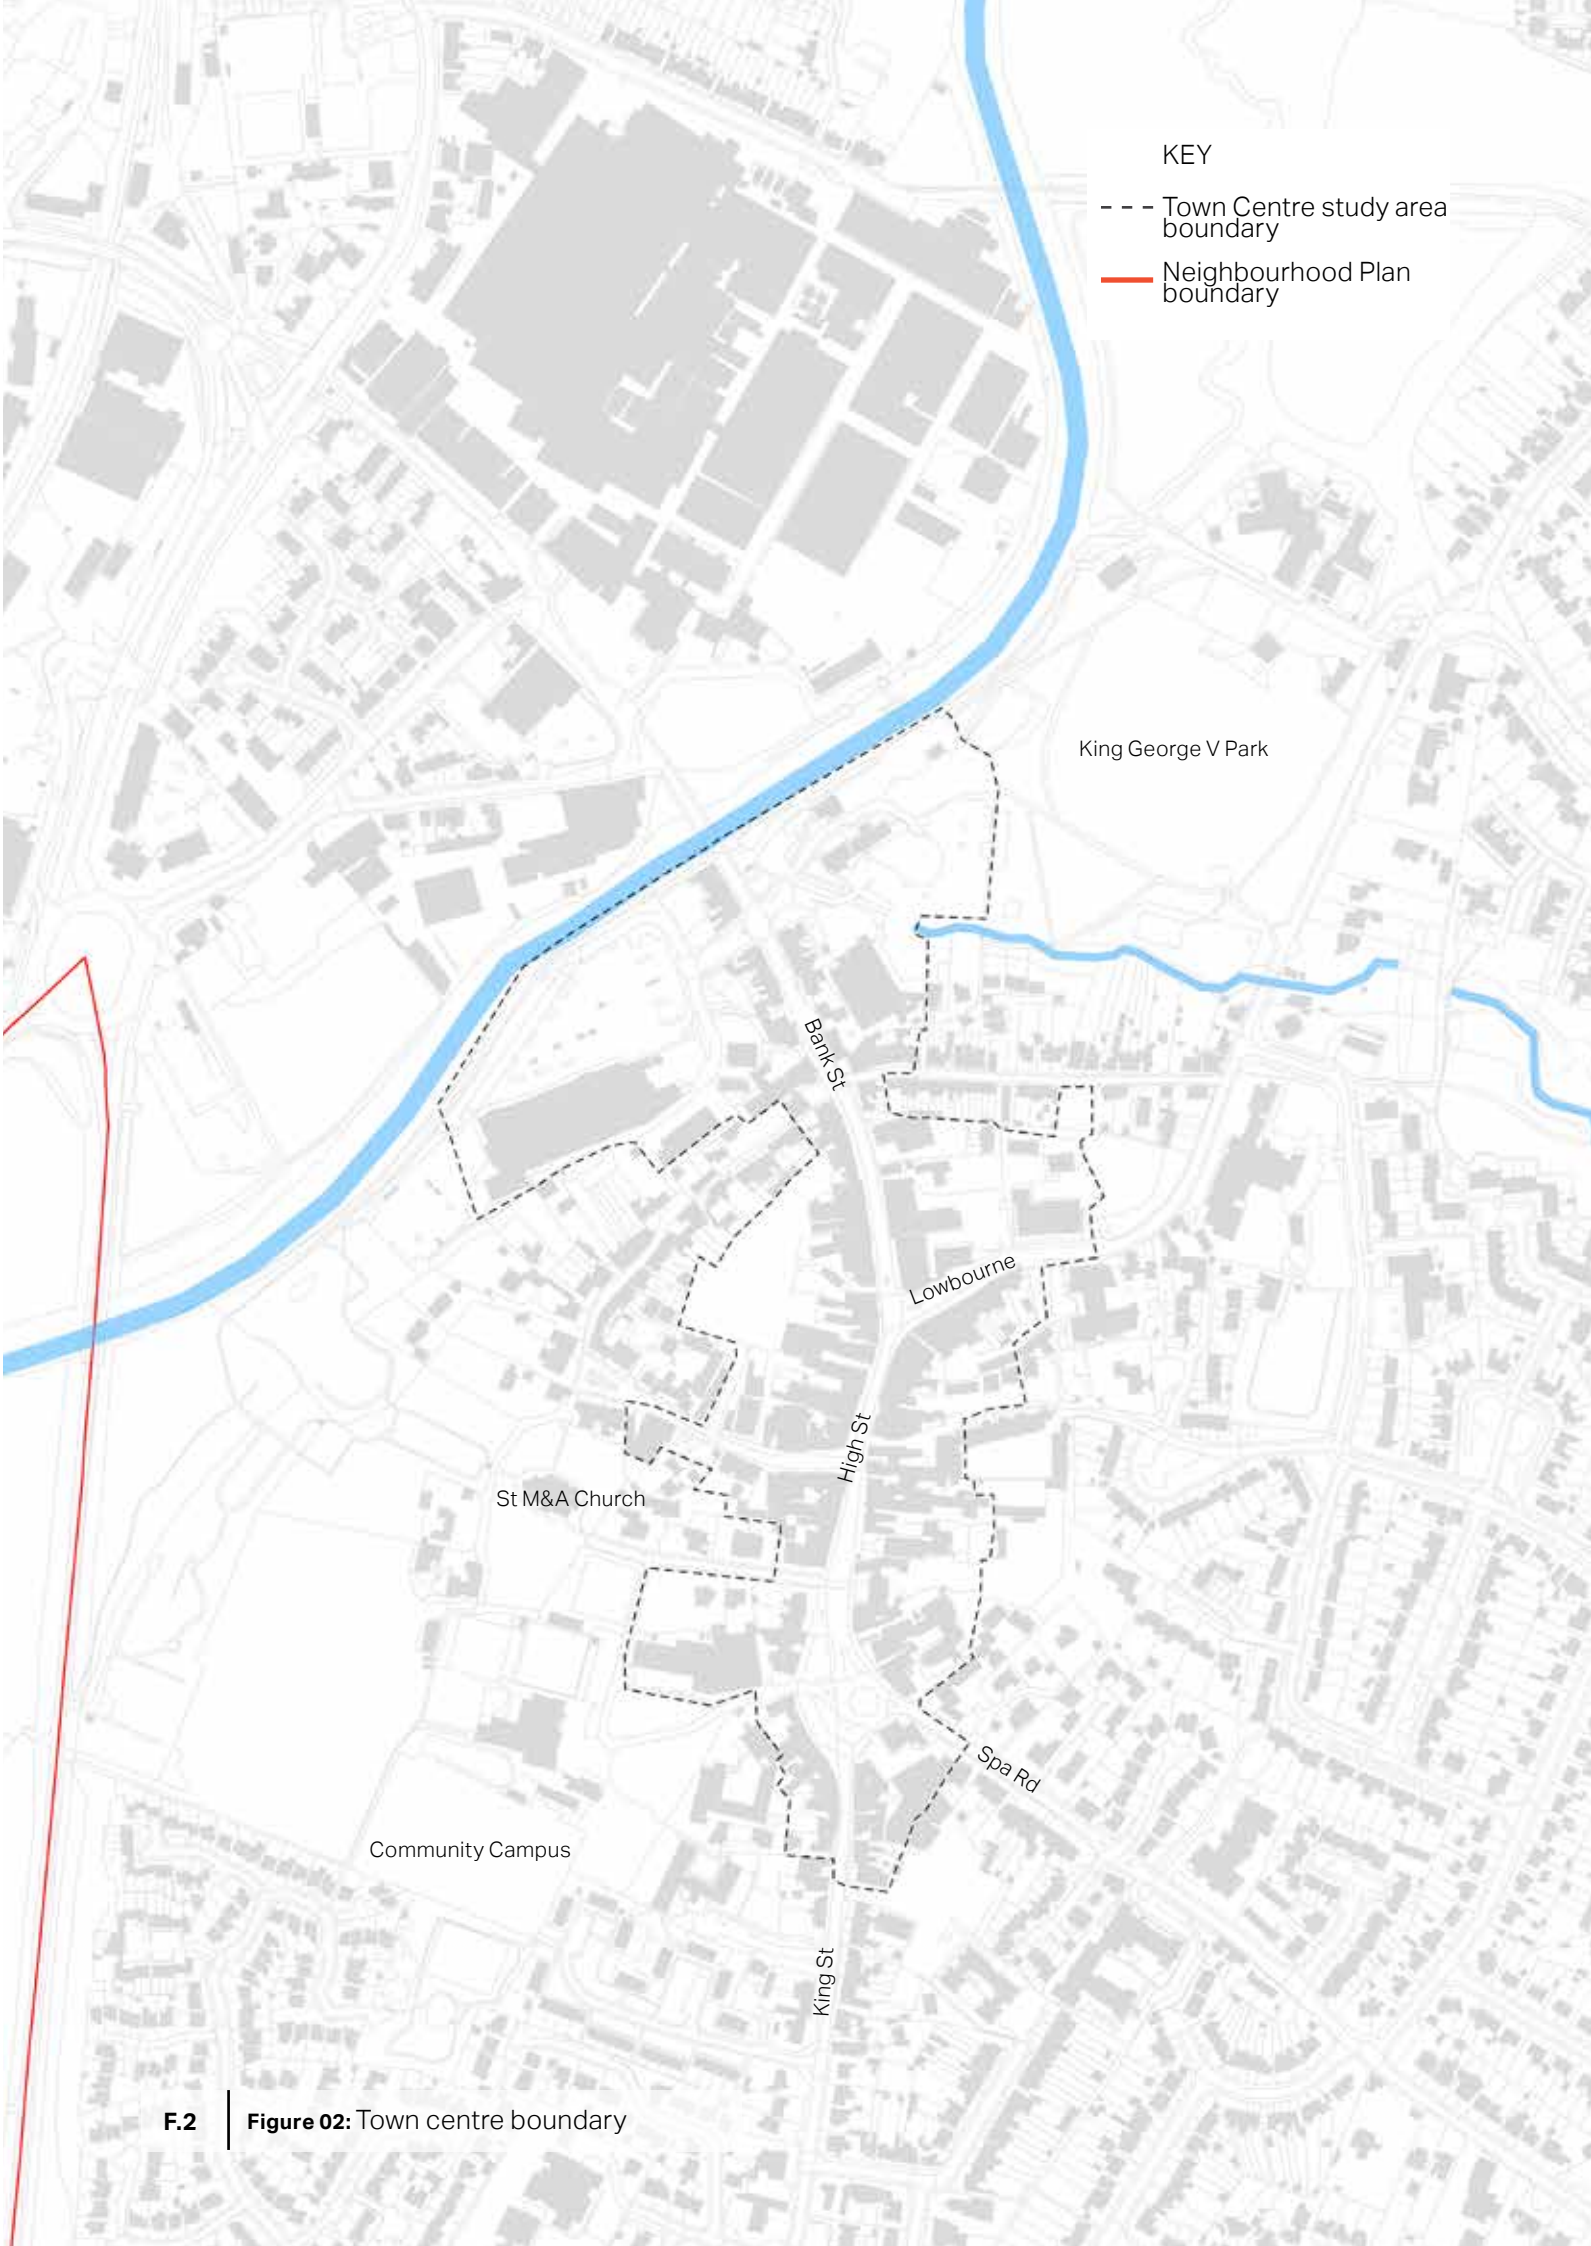 KEY
Town Centre study area
boundary
Neighbourhood Plan
boundary
King George V Park
Bank St
Lowbourne
High St
St M&A Church
Spa Rd
Community Campus
King St
F.2
Figure 02: Town centre boundary